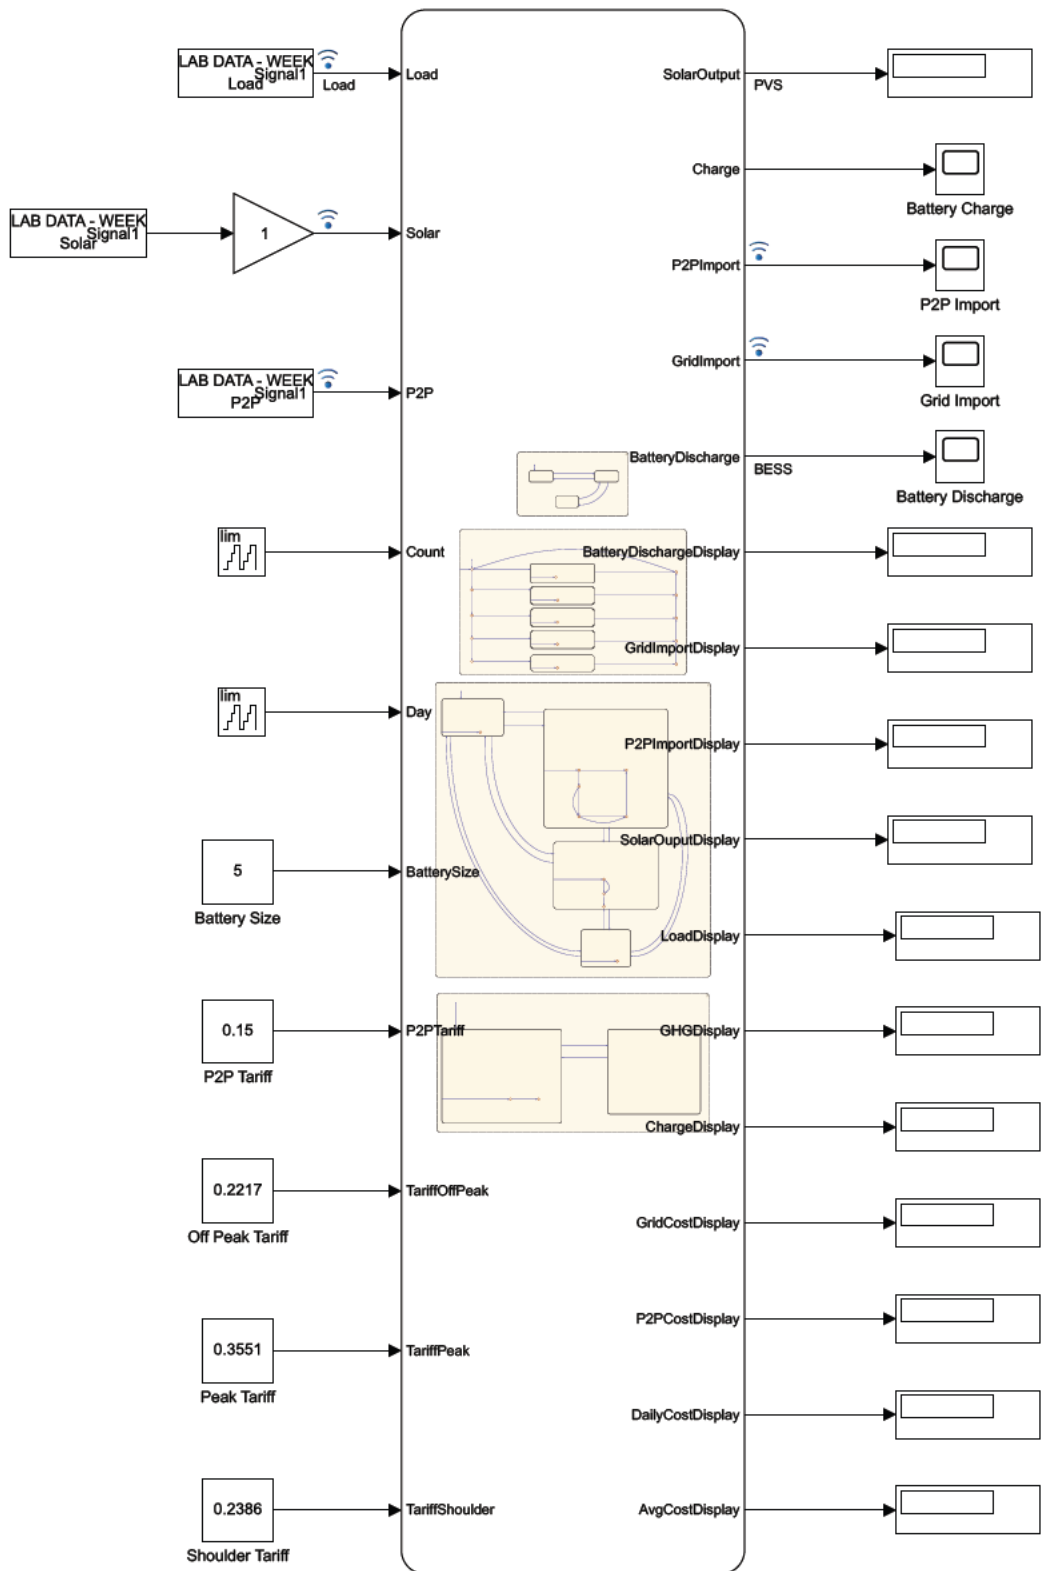 LAB DATA - WEEK
Signal1
Load
Load
Load
SolarOutput
PVS
Charge
Battery Charge
LAB DATA - WEEK
Signal1
Solar
1
Solar
P2PImport
P2P Import
GridImport
Grid Import
LAB DATA - WEEK
Signal1
P2P
P2P
BatteryDischarge
BESS
Battery Discharge
lim
Count
BatteryDischargeDisplay
GridImportDisplay
lim
Day
P2PImportDisplay
SolarOuputDisplay
5
Battery Size
BatterySize
LoadDisplay
0.15
P2P Tariff
P2PTariff
GHGDisplay
ChargeDisplay
0.2217
Off Peak Tariff
TariffOffPeak
GridCostDisplay
P2PCostDisplay
0.3551
Peak Tariff
TariffPeak
DailyCostDisplay
0.2386
Shoulder Tariff
TariffShoulder
AvgCostDisplay